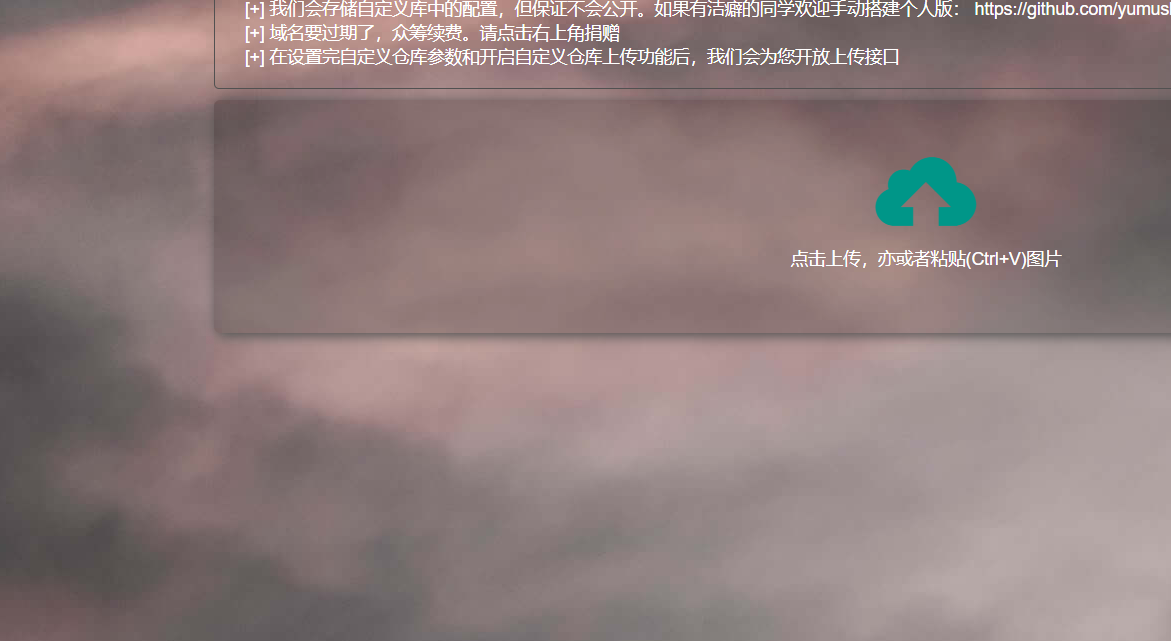 [+] 我们会存储自定义库中的配置，但保证不会公开。如果有洁癖的同学欢迎手动搭建个人版： https://github.com/yumus
[+] 域名要过期了，众筹续费。请点击右上角捐赠
[+] 在设置完自定义仓库参数和开启自定义仓库上传功能后，我们会为您开放上传接口
点击上传，亦或者粘贴(Ctrl+V)图片